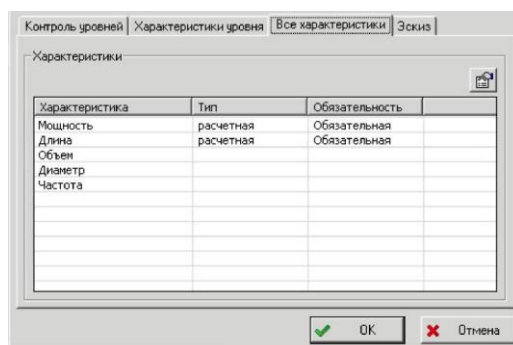 Контроль уровней Характеристики уровня Все характеристики Эскиз
Характеристики
Характеристика Тип Обязательность
Мощность расчетная Обязательная
Длина расчетная Обязательная
Объем
Диаметр
Частота
OK Отмена